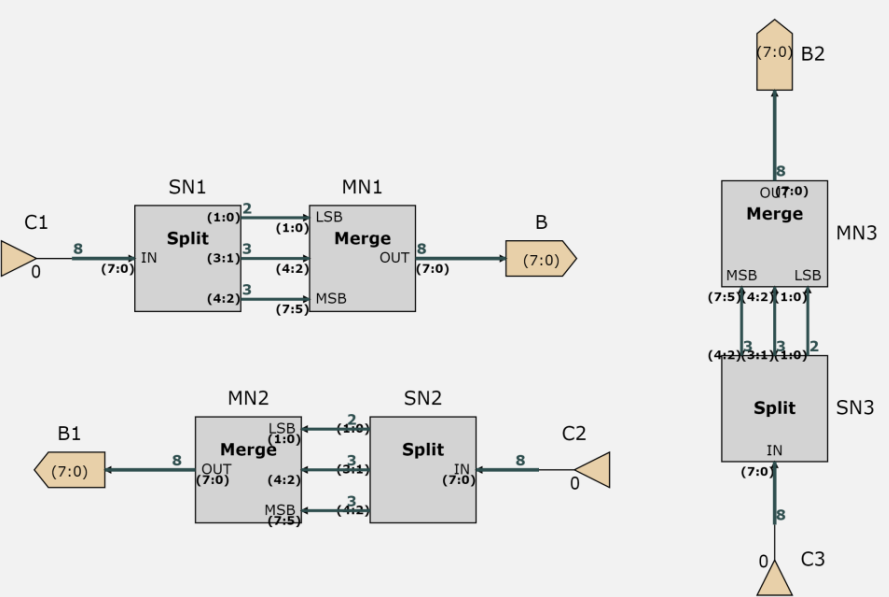 SN1
MN1
C1
B
0
8
(7:0)
IN
Split
(1:0)
(3:1)
(4:2)
2
3
3
(1:0)
(4:2)
(7:5)
LSB
Merge
MSB
OUT
8
(7:0)
(7:0)
MN2
SN2
B1
C2
(7:0)
8
OUT
(7:0)
Merge
LSB
(1:0)
(4:2)
MSB
(7:5)
2
(1:0)
3
(3:1)
3
(4:2)
Split
IN
(7:0)
8
0
(7:0)
B2
8
OUT
(7:0)
Merge
MN3
MSB
LSB
(7:5)
(4:2)
(1:0)
3
3
2
(4:2)
(3:1)
(1:0)
Split
SN3
IN
(7:0)
8
0
C3